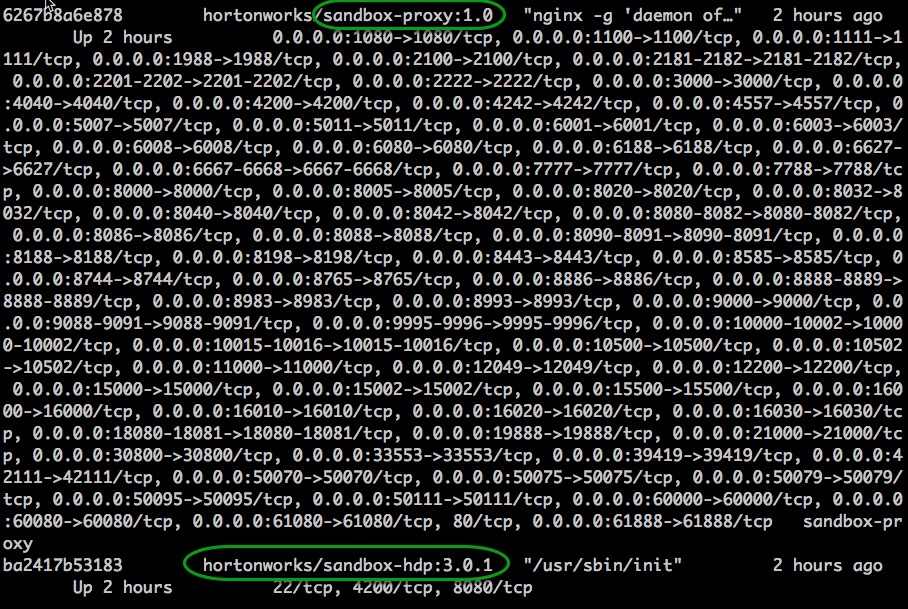 6267b8a6e878        hortonworks/sandbox-proxy:1.0   "nginx -g 'daemon of…"   2 hours ago
       Up 2 hours          0.0.0.0:1080->1080/tcp, 0.0.0.0:1100->1100/tcp, 0.0.0.0:1111->1
111/tcp, 0.0.0.0:1988->1988/tcp, 0.0.0.0:2100->2100/tcp, 0.0.0.0:2181-2182->2181-2182/tcp,
 0.0.0.0:2201-2202->2201-2202/tcp, 0.0.0.0:2222->2222/tcp, 0.0.0.0:3000->3000/tcp, 0.0.0.0
:4040->4040/tcp, 0.0.0.0:4200->4200/tcp, 0.0.0.0:4242->4242/tcp, 0.0.0.0:4557->4557/tcp, 0
.0.0.0:5007->5007/tcp, 0.0.0.0:5011->5011/tcp, 0.0.0.0:6001->6001/tcp, 0.0.0.0:6003->6003/
tcp, 0.0.0.0:6008->6008/tcp, 0.0.0.0:6080->6080/tcp, 0.0.0.0:6188->6188/tcp, 0.0.0.0:6627-
>6627/tcp, 0.0.0.0:6667-6668->6667-6668/tcp, 0.0.0.0:7777->7777/tcp, 0.0.0.0:7788->7788/tc
p, 0.0.0.0:8000->8000/tcp, 0.0.0.0:8005->8005/tcp, 0.0.0.0:8020->8020/tcp, 0.0.0.0:8032->8
032/tcp, 0.0.0.0:8040->8040/tcp, 0.0.0.0:8042->8042/tcp, 0.0.0.0:8080-8082->8080-8082/tcp,
 0.0.0.0:8086->8086/tcp, 0.0.0.0:8088->8088/tcp, 0.0.0.0:8090-8091->8090-8091/tcp, 0.0.0.0
:8188->8188/tcp, 0.0.0.0:8198->8198/tcp, 0.0.0.0:8443->8443/tcp, 0.0.0.0:8585->8585/tcp, 0
.0.0.0:8744->8744/tcp, 0.0.0.0:8765->8765/tcp, 0.0.0.0:8886->8886/tcp, 0.0.0.0:8888-8889->
8888-8889/tcp, 0.0.0.0:8983->8983/tcp, 0.0.0.0:8993->8993/tcp, 0.0.0.0:9000->9000/tcp, 0.0
.0.0:9088-9091->9088-9091/tcp, 0.0.0.0:9995-9996->9995-9996/tcp, 0.0.0.0:10000-10002->1000
0-10002/tcp, 0.0.0.0:10015-10016->10015-10016/tcp, 0.0.0.0:10500->10500/tcp, 0.0.0.0:10502
->10502/tcp, 0.0.0.0:11000->11000/tcp, 0.0.0.0:12049->12049/tcp, 0.0.0.0:12200->12200/tcp,
 0.0.0.0:15000->15000/tcp, 0.0.0.0:15002->15002/tcp, 0.0.0.0:15500->15500/tcp, 0.0.0.0:160
00->16000/tcp, 0.0.0.0:16010->16010/tcp, 0.0.0.0:16020->16020/tcp, 0.0.0.0:16030->16030/tc
p, 0.0.0.0:18080-18081->18080-18081/tcp, 0.0.0.0:19888->19888/tcp, 0.0.0.0:21000->21000/tc
p, 0.0.0.0:30800->30800/tcp, 0.0.0.0:33553->33553/tcp, 0.0.0.0:39419->39419/tcp, 0.0.0.0:4
2111->42111/tcp, 0.0.0.0:50070->50070/tcp, 0.0.0.0:50075->50075/tcp, 0.0.0.0:50079->50079/
tcp, 0.0.0.0:50095->50095/tcp, 0.0.0.0:50111->50111/tcp, 0.0.0.0:60000->60000/tcp, 0.0.0.0
:60080->60080/tcp, 0.0.0.0:61080->61080/tcp, 80/tcp, 0.0.0.0:61888->61888/tcp   sandbox-pr
oxy
ba2417b53183        hortonworks/sandbox-hdp:3.0.1   "/usr/sbin/init"         2 hours ago
       Up 2 hours          22/tcp, 4200/tcp, 8080/tcp